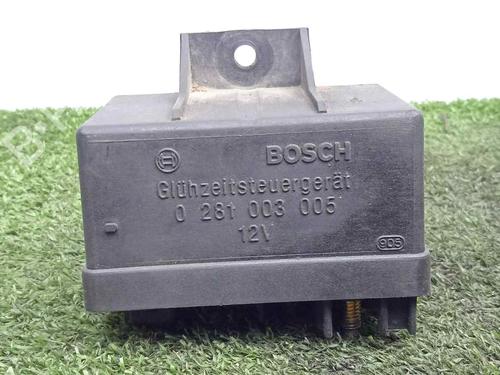 BOSCH
Glühzeitsteuergerät
0 281 003 005
12V
905